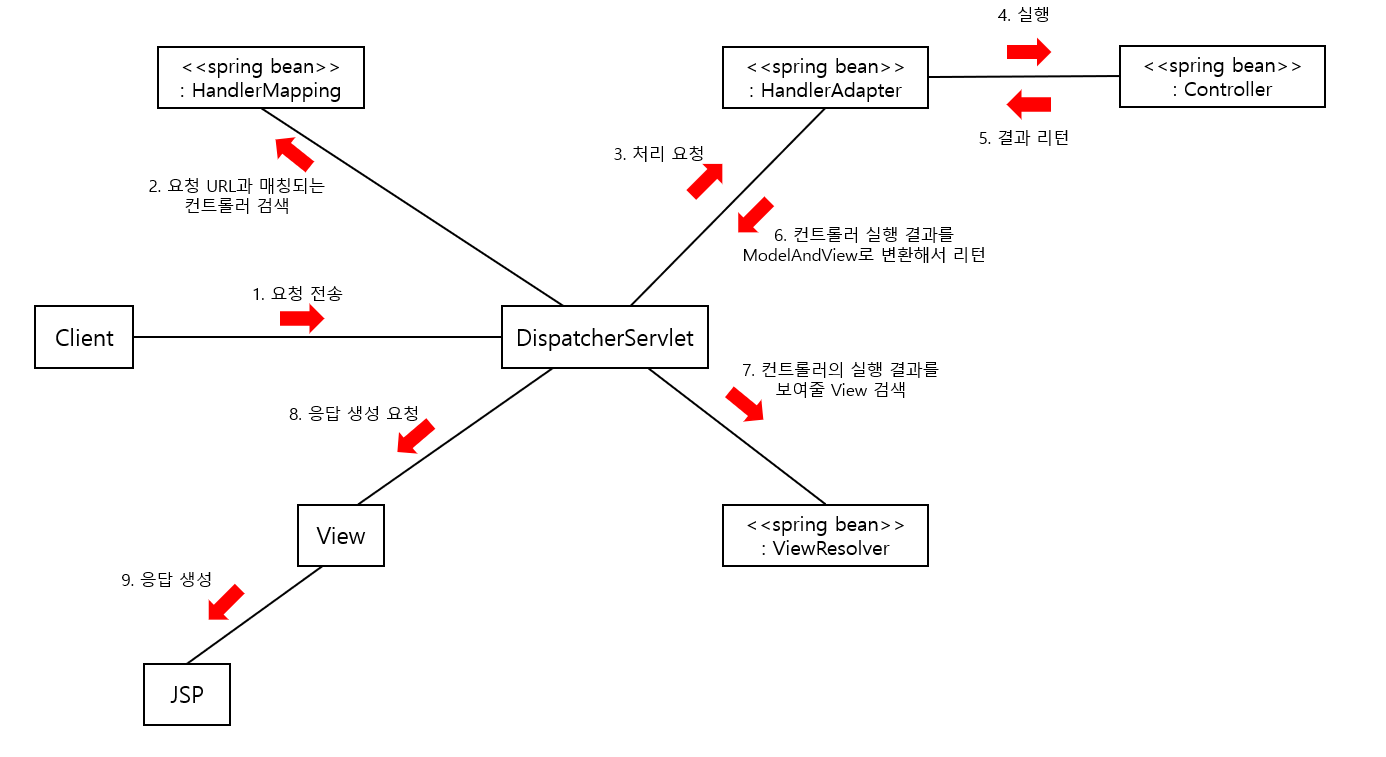 4. 실행
<<spring bean>>
: HandlerMapping
<<spring bean>>
: HandlerAdapter
<<spring bean>>
: Controller
5. 결과 리턴
3. 처리 요청
2. 요청 URL과 매칭되는
컨트롤러 검색
6. 컨트롤러 실행 결과를
ModelAndView로 변환해서 리턴
1. 요청 전송
Client
DispatcherServlet
7. 컨트롤러의 실행 결과를
보여줄 View 검색
8. 응답 생성 요청
View
<<spring bean>>
: ViewResolver
9. 응답 생성
JSP